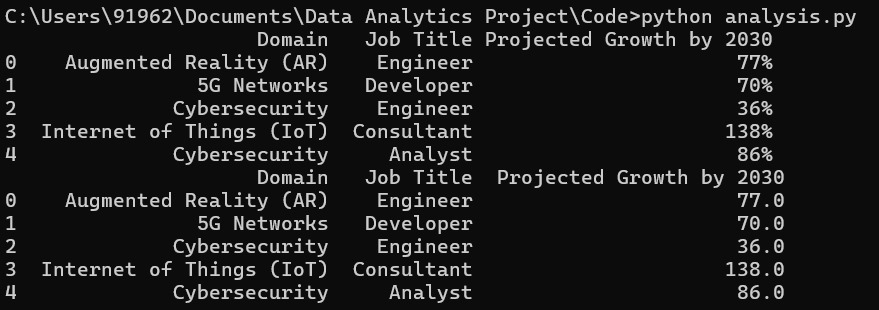 C:\Users\91962\Documents\Data Analytics Project\Code>python analysis.py
Domain Job Title Projected Growth by 2030
0 Augmented Reality (AR) Engineer 77%
1 5G Networks Developer 70%
2 Cybersecurity Engineer 36%
3 Internet of Things (IoT) Consultant 138%
4 Cybersecurity Analyst 86%
Domain Job Title Projected Growth by 2030
0 Augmented Reality (AR) Engineer 77.0
1 5G Networks Developer 70.0
2 Cybersecurity Engineer 36.0
3 Internet of Things (IoT) Consultant 138.0
4 Cybersecurity Analyst 86.0